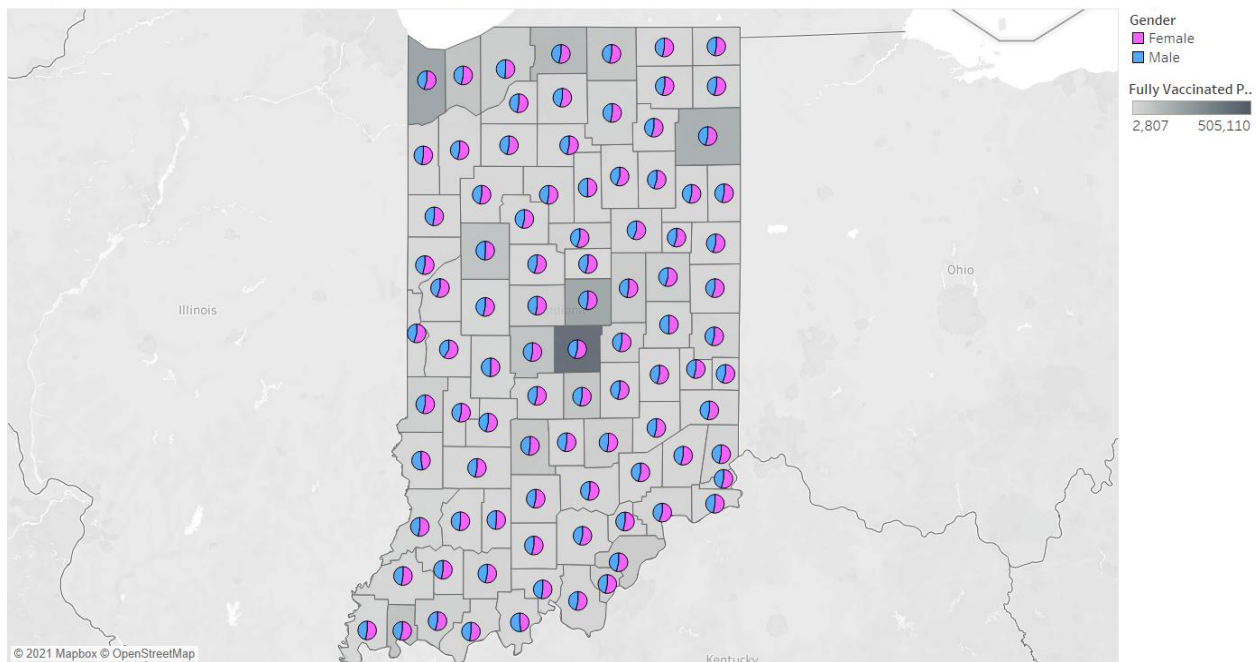 Gender
Female
Male
Fully Vaccinated P..
2,807 505,110
Illinois
Ohio
Kentucky
© 2021 Mapbox © OpenStreetMap